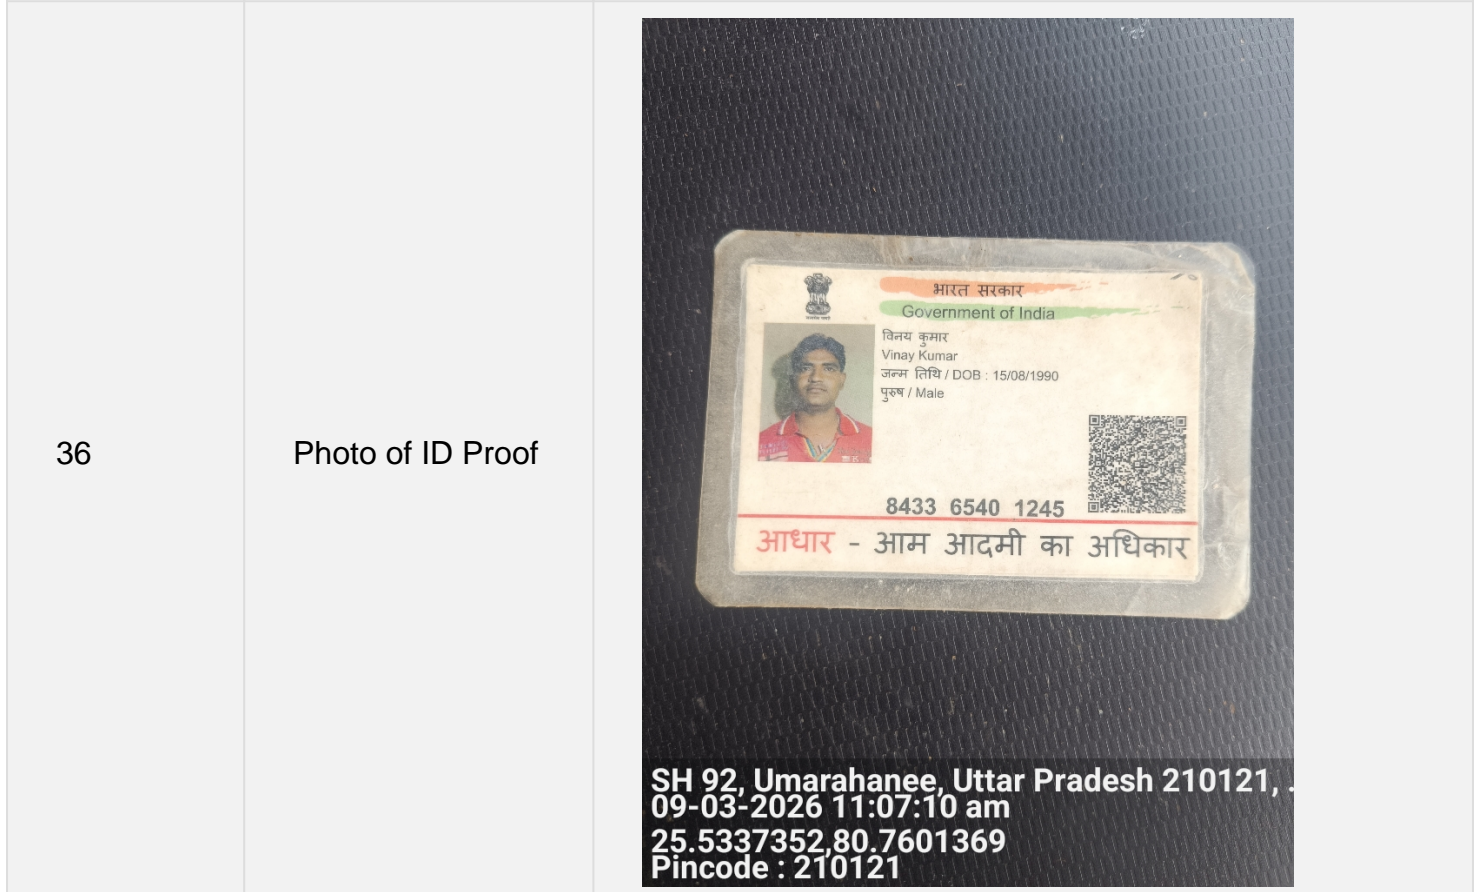 36
Photo of ID Proof
भारत सरकार
Government of India
विनय कुमार
Vinay Kumar
जन्म तिथि / DOB : 15/08/1990
पुरुष / Male
8433 6540 1245
आधार - आम आदमी का अधिकार
SH 92, Umarahanee, Uttar Pradesh 210121, .
09-03-2026 11:07:10 am
25.5337352,80.7601369
Pincode : 210121